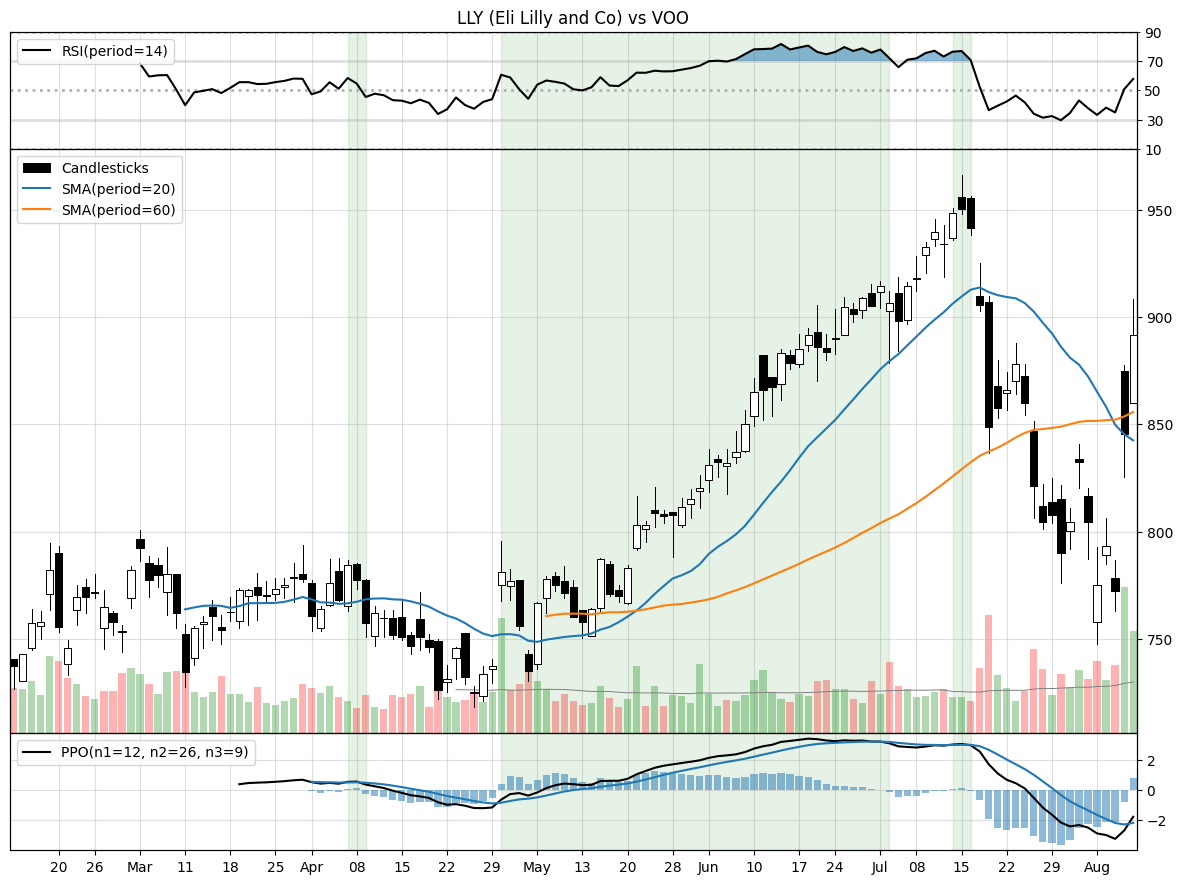 LLY (Eli Lilly and Co) vs VOO
RSI(period=14)
90
70
50
30
10
Candlesticks
SMA(period=20)
SMA(period=60)
950
900
850
800
750
PPO(n1=12, n2=26, n3=9)
2
0
−2
20 26 Mar 11 18 25 Apr 08 15 22 29 May 13 20 28 Jun 10 17 24 Jul 08 15 22 29 Aug